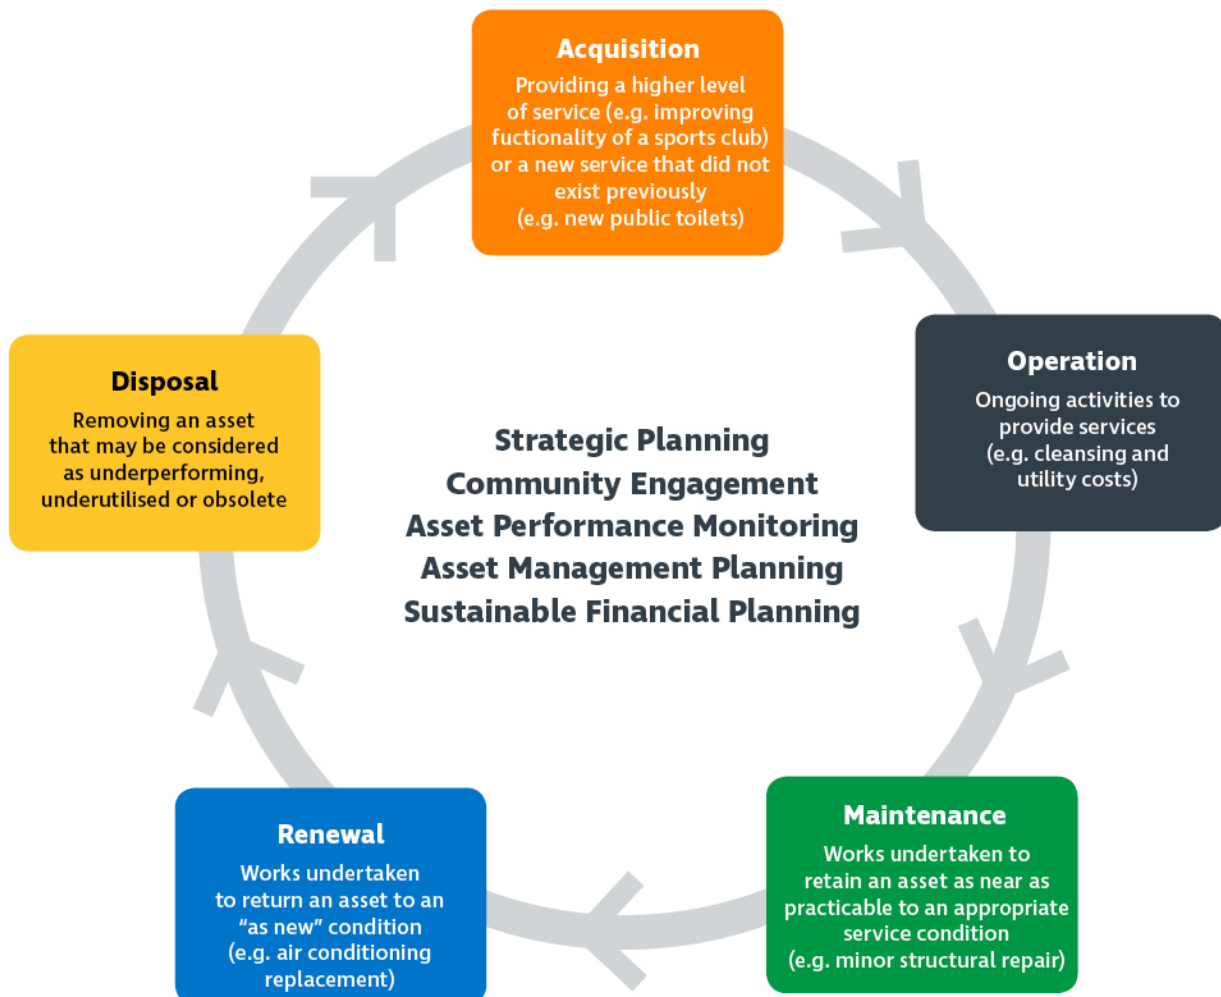 Acquisition
Providing a higher level
of service (e.g. improving
fuctionality of a sports club)
or a new service that did not
exist previously
(e.g. new public toilets)
Operation
Ongoing activities to
provide services
(e.g. cleansing and
utility costs)
Maintenance
Works undertaken to
retain an asset as near as
practicable to an appropriate
service condition
(e.g. minor structural repair)
Renewal
Works undertaken
to return an asset to an
“as new” condition
(e.g. air conditioning
replacement)
Disposal
Removing an asset
that may be considered
as underperforming,
underutilised or obsolete
Strategic Planning
Community Engagement
Asset Performance Monitoring
Asset Management Planning
Sustainable Financial Planning